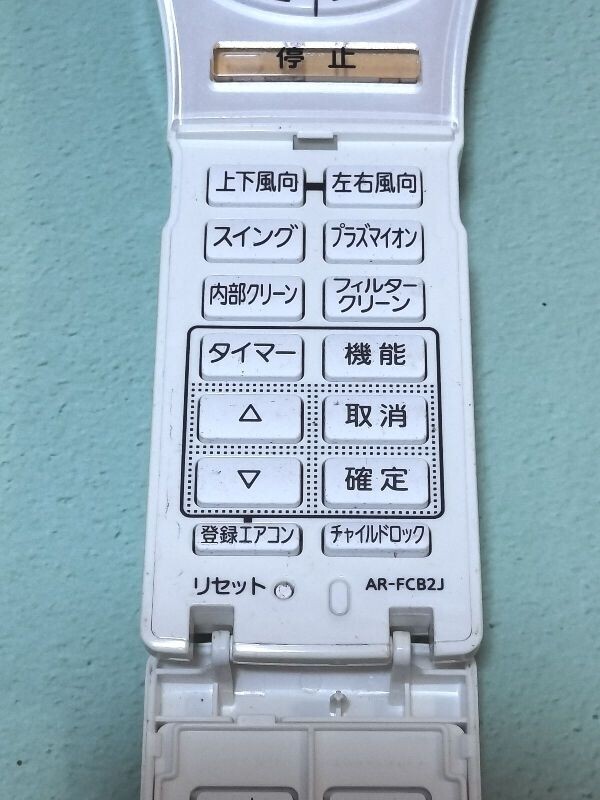 停止
上下風向 左右風向
スイング プラズマイオン
内部クリーン フィルター
クリーン
タイマー 機能
△ 取消
▽ 確定
登録エアコン チャイルドロック
リセット AR-FCB2J